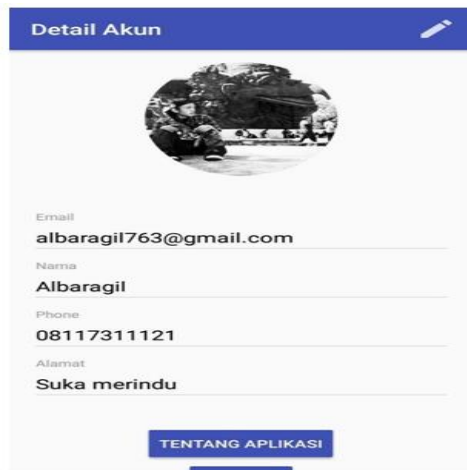 Detail Akun
Email
albaragil763@gmail.com
Nama
Albaragil
Phone
08117311121
Alamat
Suka merindu
TENTANG APLIKASI